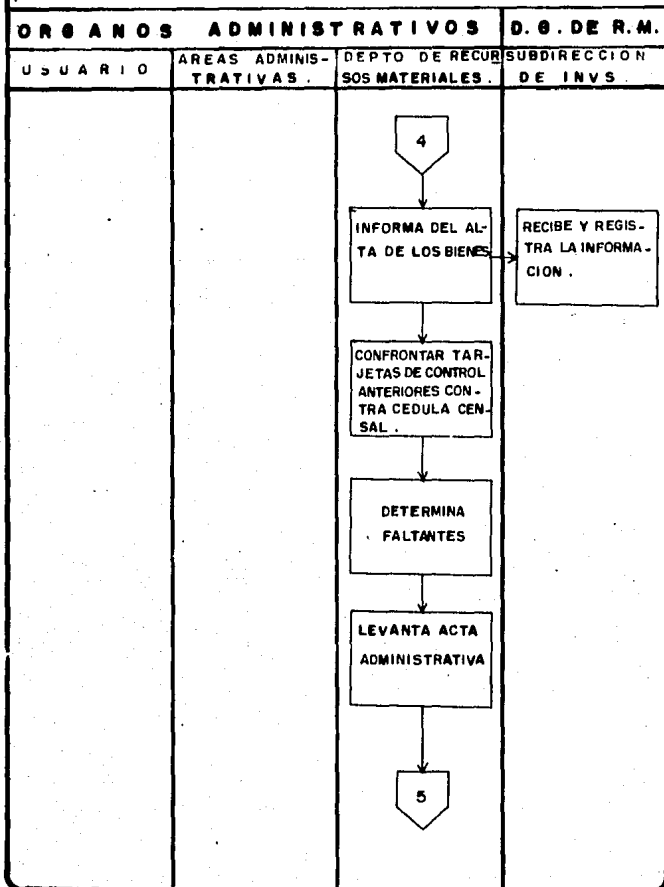 ORGANOS ADMINISTRATIVOS D.G. DE R.M.
USUARIO
AREAS ADMINIS-
TRATIVAS.
DEPTO DE RECUR
SOS MATERIALES.
SUBDIRECCION
DE INVS.
4
INFORMA DEL AL-
TA DE LOS BIENES
RECIBE Y REGIS-
TRA LA INFORMA-
CION.
CONFRONTAR TAR-
JETAS DE CONTROL
ANTERIORES CON-
TRA CEDULA CEN-
SAL.
DETERMINA
FALTANTES
LEVANTA ACTA
ADMINISTRATIVA
5